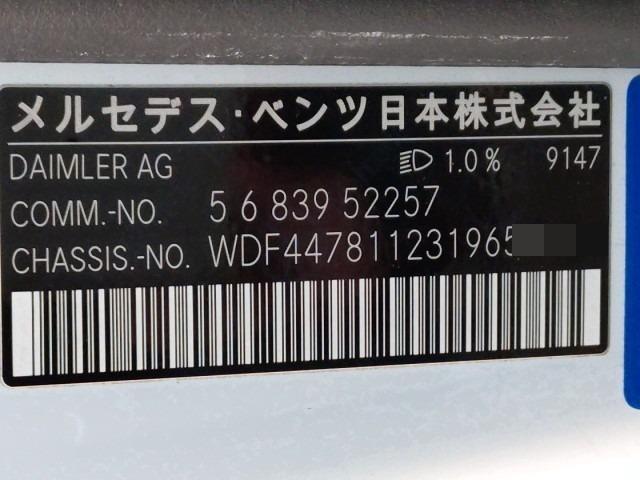 メルセデス・ベンツ日本株式会社
DAIMLER AG 1.0% 9147
COMM.-NO. 5 6 839 52257
CHASSIS.-NO. WDF447811231965